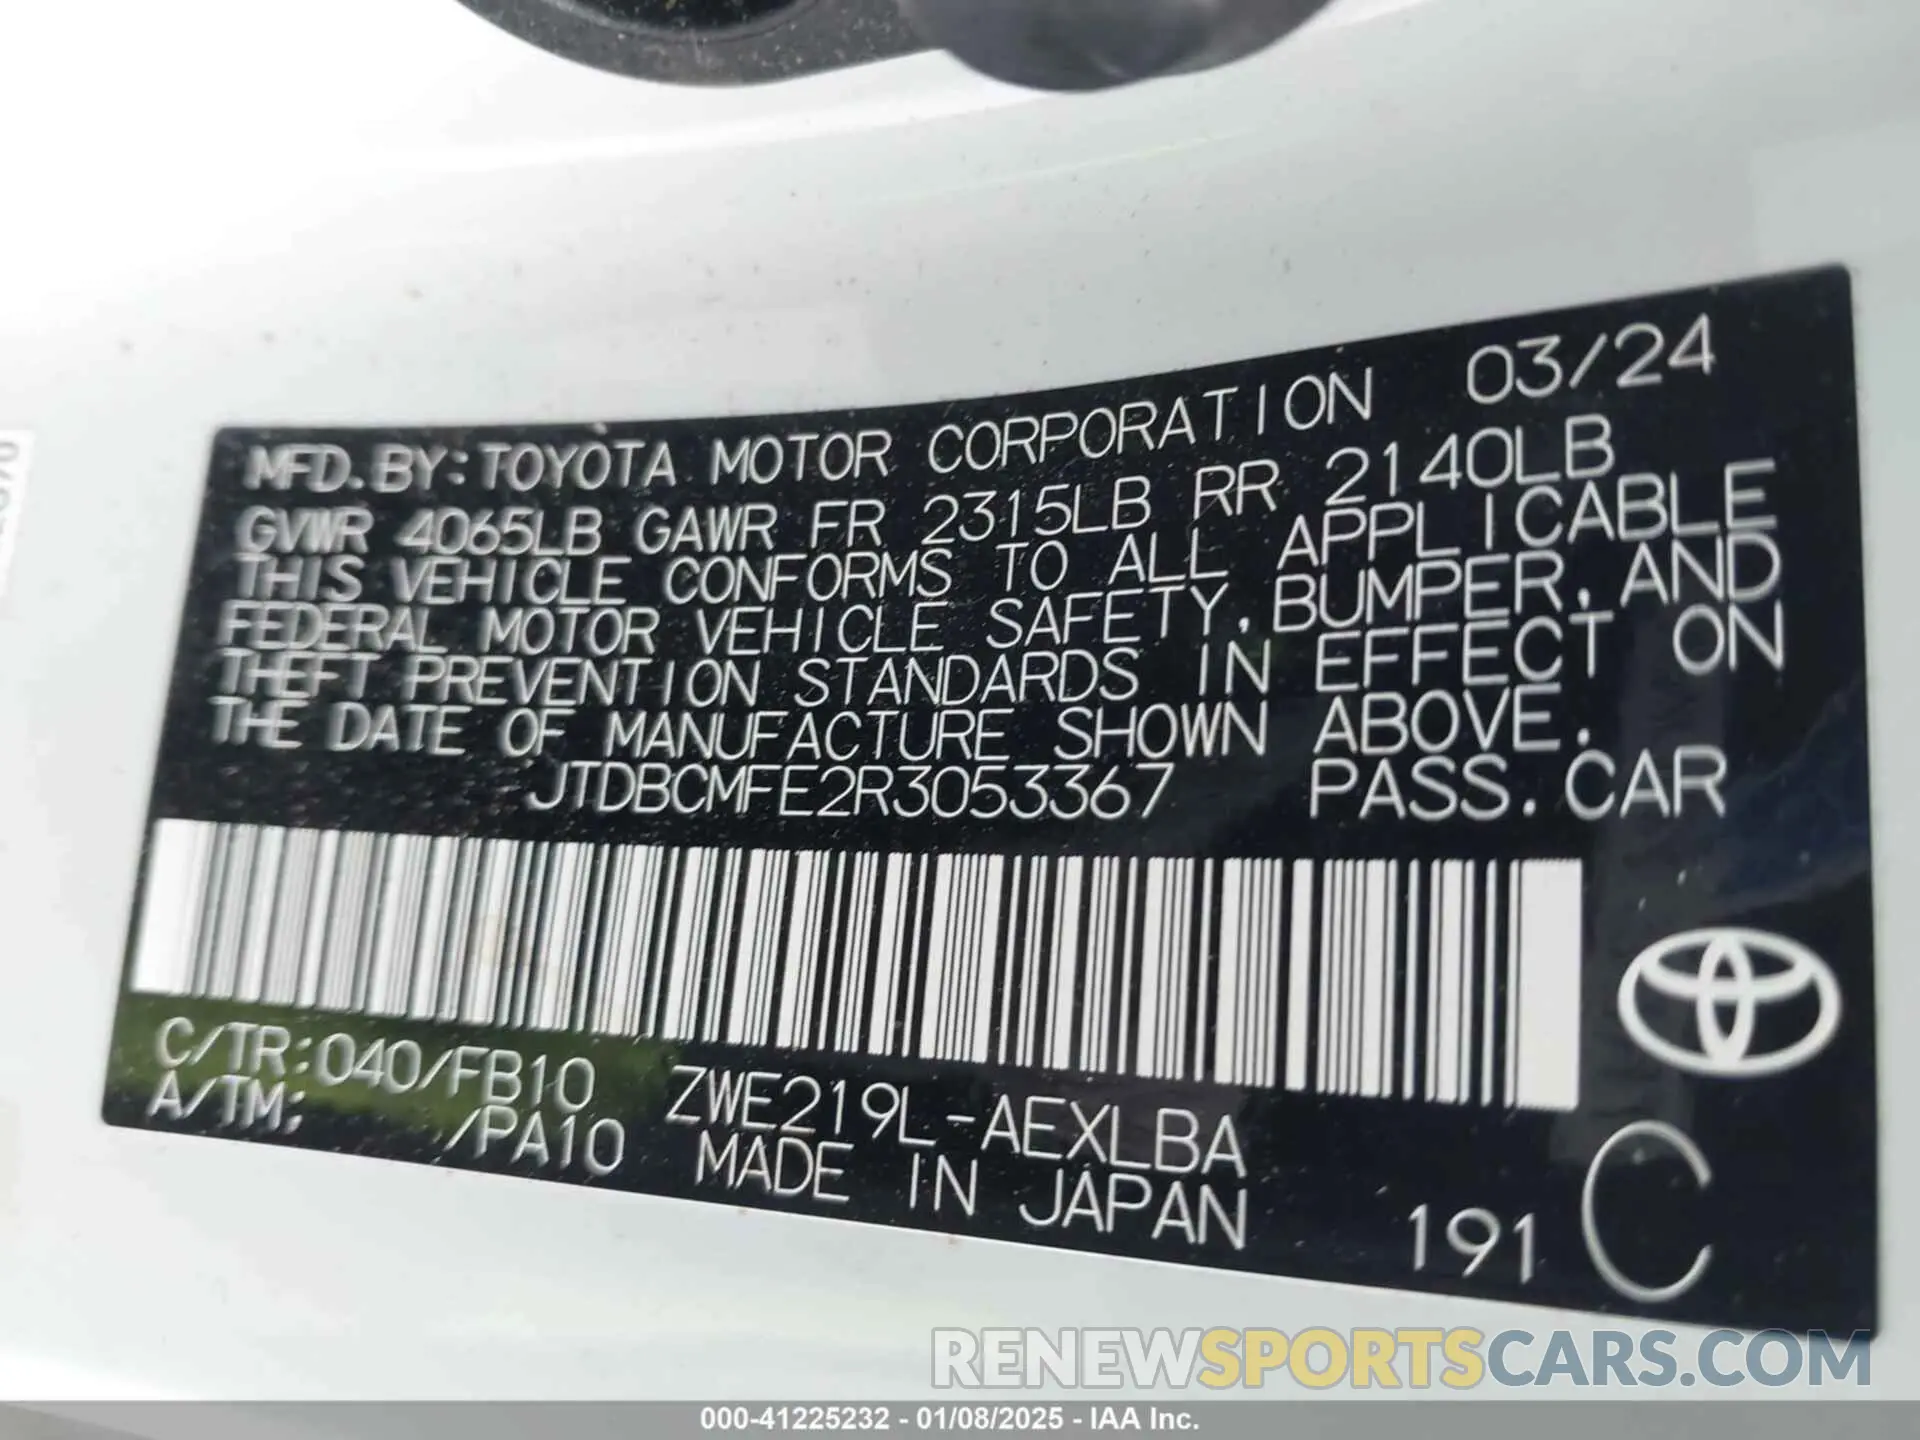 MFD. BY: TOYOTA MOTOR CORPORATION 03/24
GVWR 4065LB GAWR FR 2315LB RR 2140LB
THIS VEHICLE CONFORMS TO ALL APPLICABLE
FEDERAL MOTOR VEHICLE SAFETY, BUMPER, AND
THEFT PREVENTION STANDARDS IN EFFECT ON
THE DATE OF MANUFACTURE SHOWN ABOVE.
JTDBCMFE2R3053367 PASS. CAR
C/TR: 040/FB10 ZWE219L-AEXLBA
A/TM: /PA10 MADE IN JAPAN
191 C
RENEWSPORTSCARS.COM
000-41225232 - 01/08/2025 - IAA Inc.